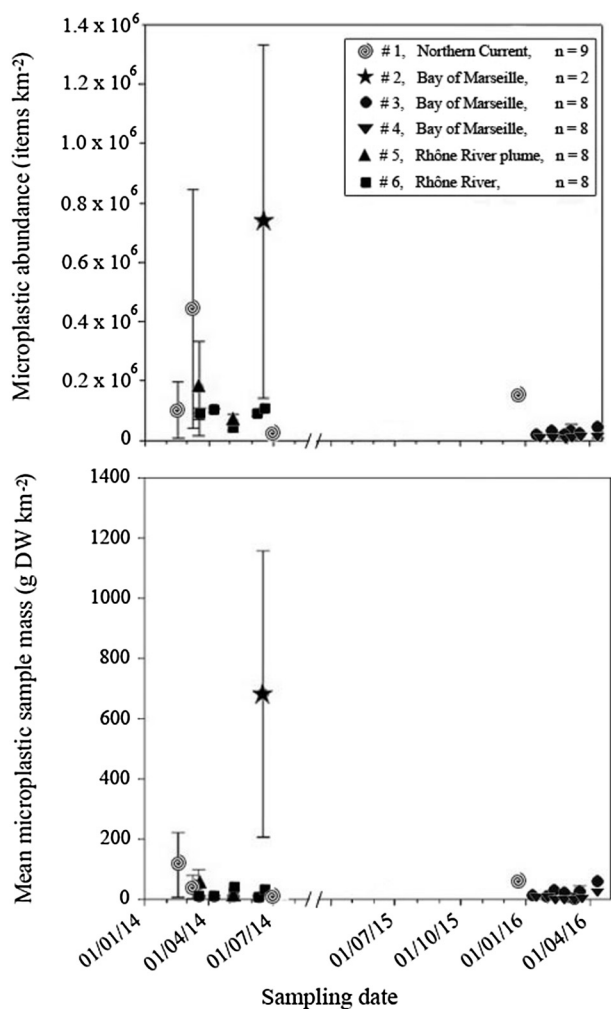 Microplastic abundance (items km-2)
1.4 x 10 6
1.2 x 10 6
1.0 x 10 6
0.8 x 10 6
0.6 x 10 6
0.4 x 10 6
0.2 x 10 6
0
# 1, Northern Current, n = 9
# 2, Bay of Marseille, n = 2
# 3, Bay of Marseille, n = 8
# 4, Bay of Marseille, n = 8
# 5, Rhône River plume, n = 8
# 6, Rhône River, n = 8
Mean microplastic sample mass (g DW km-2)
1400
1200
1000
800
600
400
200
0
01/01/14
01/04/14
01/07/14
01/07/15
01/10/15
01/01/16
01/04/16
Sampling date